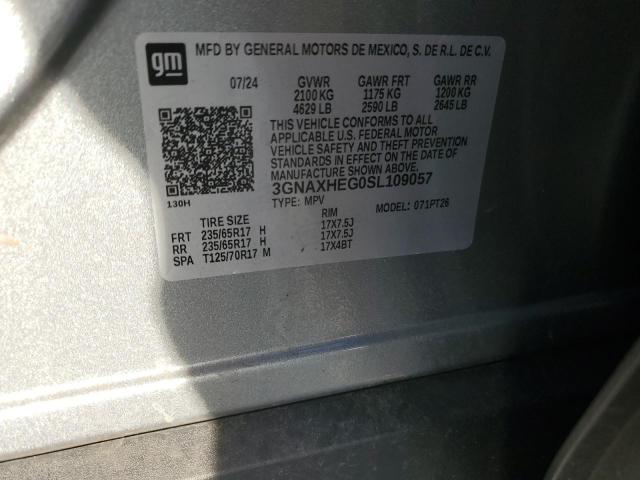 gm
MFD BY GENERAL MOTORS DE MEXICO, S. DE R.L. DE C.V.
07/24 GVWR GAWR FRT GAWR RR
2100 KG 1175 KG 1200 KG
4629 LB 2590 LB 2645 LB
THIS VEHICLE CONFORMS TO ALL
APPLICABLE U.S. FEDERAL MOTOR
VEHICLE SAFETY AND THEFT PREVENTION
STANDARDS IN EFFECT ON THE DATE OF
MANUFACTURE SHOWN ABOVE.
3GNAXHEG0SL109057
130H
TYPE: MPV MODEL: 071PT26
TIRE SIZE RIM
FRT 235/65R17 H 17X7.5J
RR 235/65R17 H 17X7.5J
SPA T125/70R17 M 17X4BT